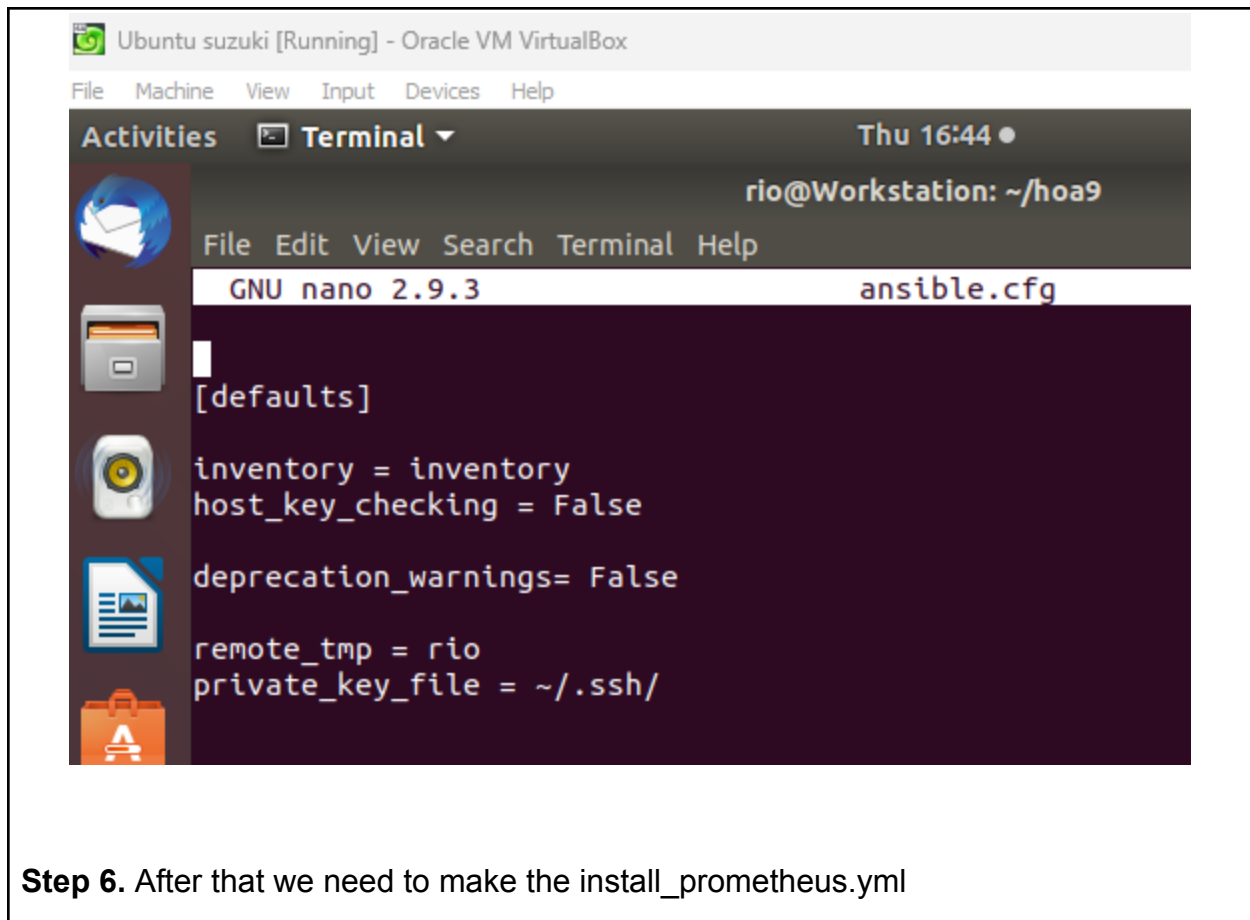 Ubuntu suzuki [Running] - Oracle VM VirtualBox
File Machine View Input Devices Help
Activities Terminal Thu 16:44
rio@Workstation: ~/hoa9
File Edit View Search Terminal Help
GNU nano 2.9.3 ansible.cfg
[defaults]
inventory = inventory
host_key_checking = False
deprecation_warnings= False
remote_tmp = rio
private_key_file = ~/.ssh/
Step 6. After that we need to make the install_prometheus.yml